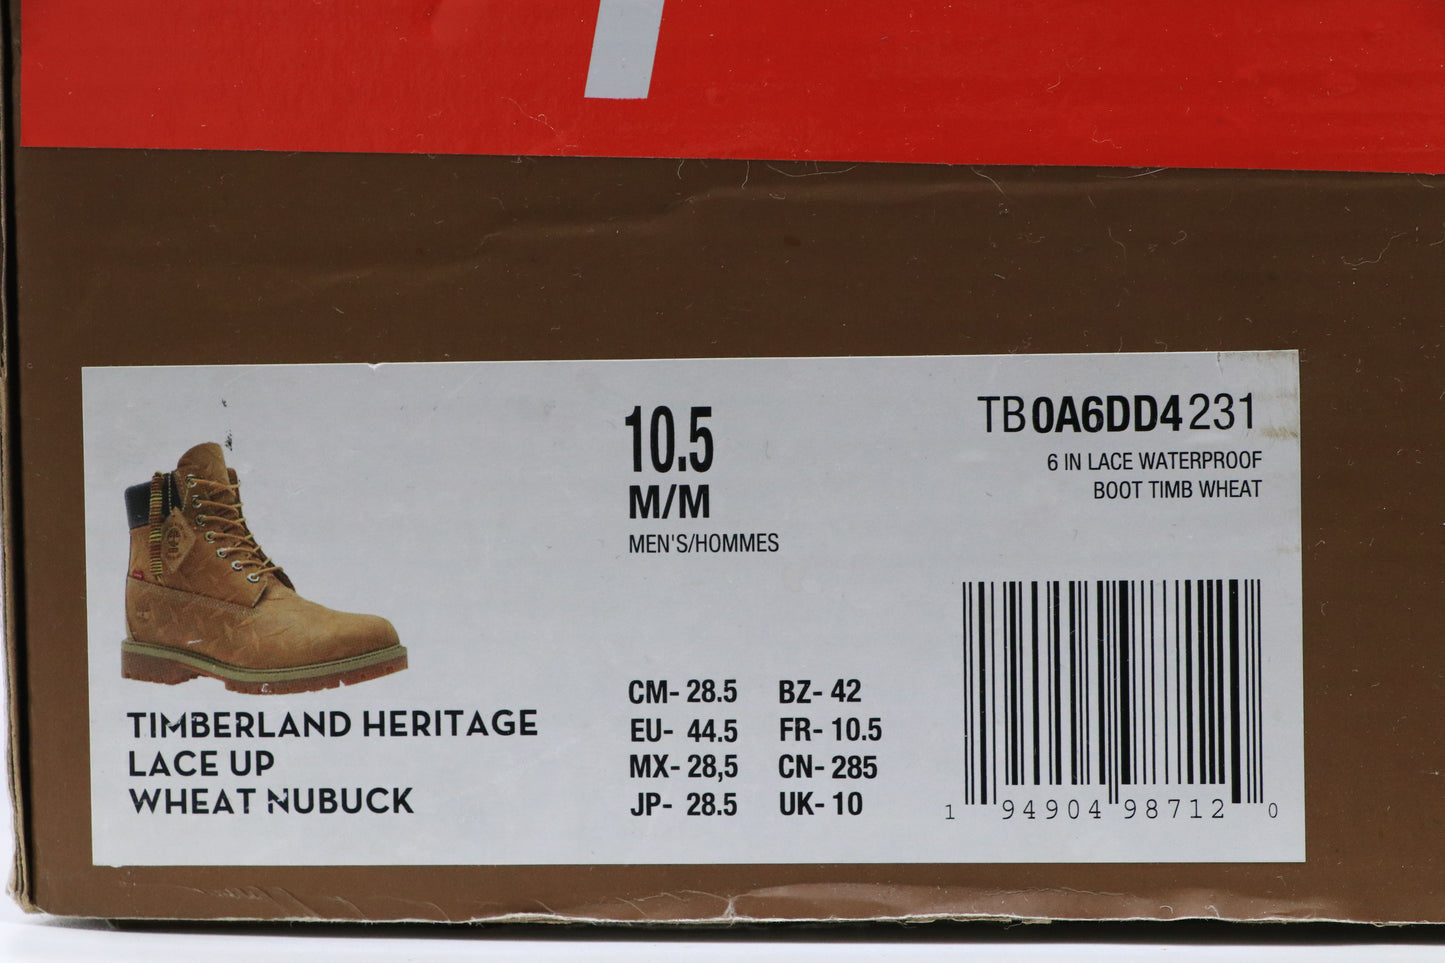 10.5
M/M
MEN'S/HOMMES
TB0A6DD4231
6 IN LACE WATERPROOF
BOOT TIMB WHEAT
TIMBERLAND HERITAGE
LACE UP
WHEAT NUBUCK
CM- 28.5 BZ- 42
EU- 44.5 FR- 10.5
MX- 28,5 CN- 285
JP- 28.5 UK- 10
1 94904 98712 0